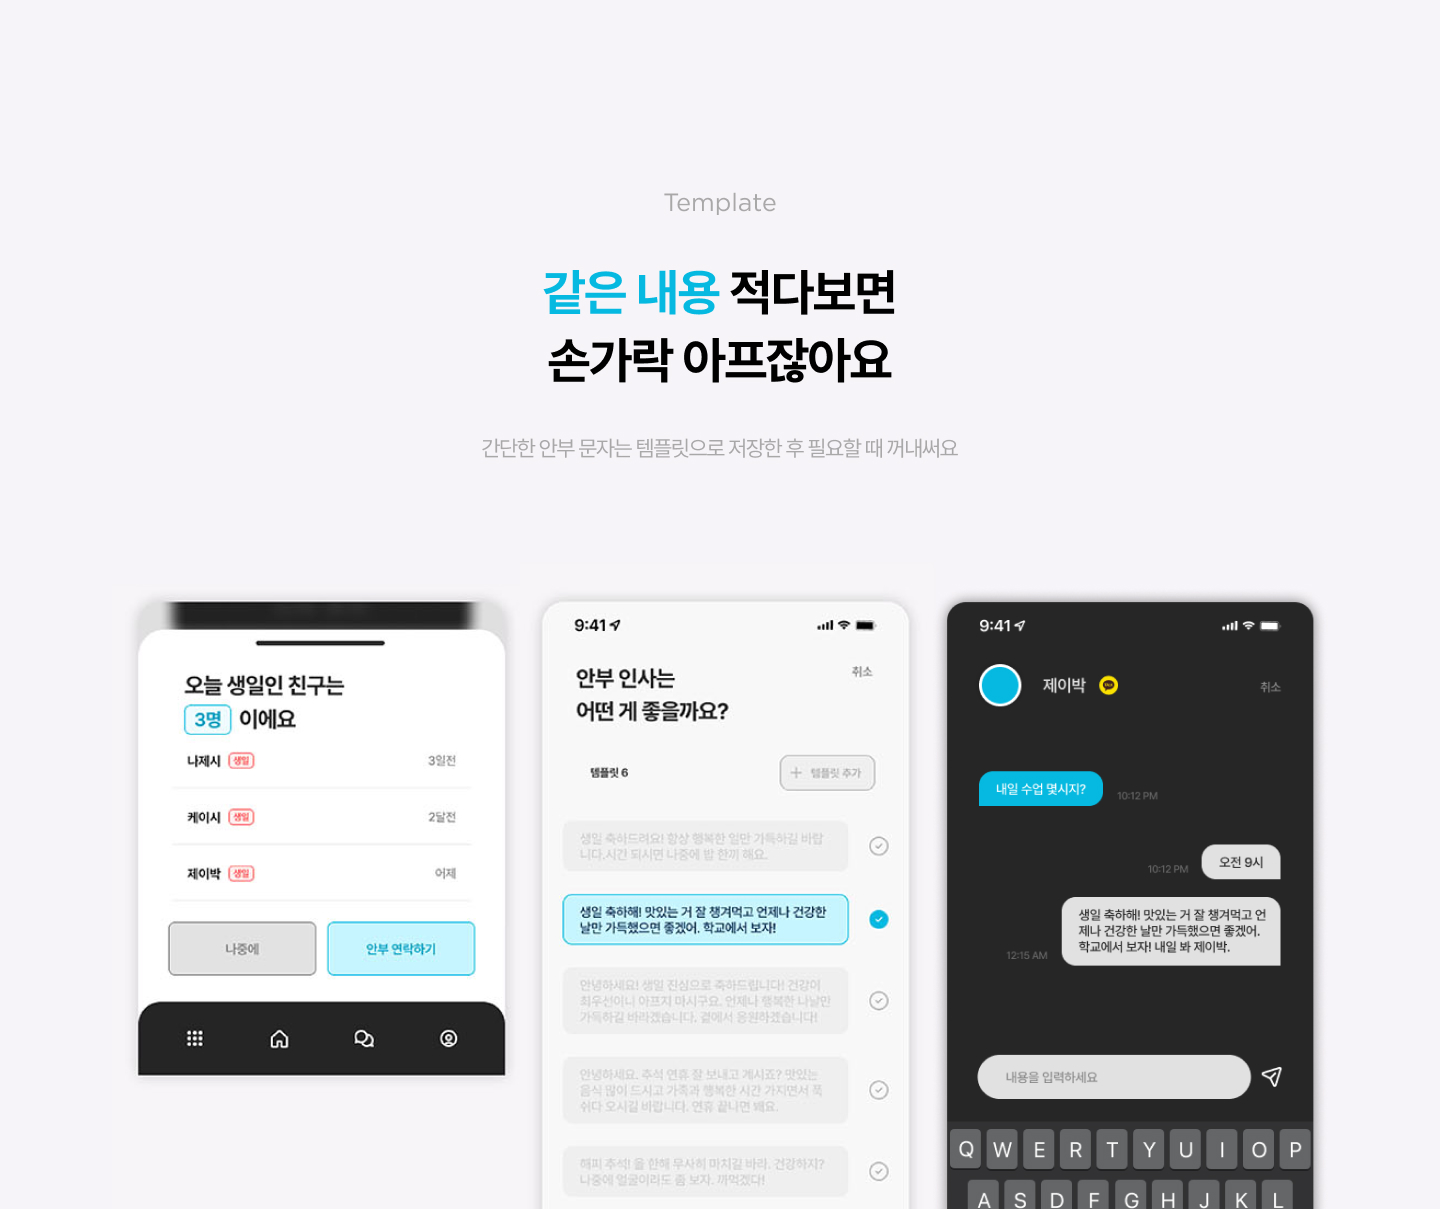 Template
같은 내용 적다보면
손가락 아프잖아요
간단한 안부 문자는 템플릿으로 저장한 후 필요할 때 꺼내써요
오늘 생일인 친구는
3명 이에요
나제시 생일 3일전
케이시 생일 2달전
제이박 생일 어제
나중에
안부 연락하기
9:41
안부 인사는
어떤 게 좋을까요?
취소
템플릿 6
템플릿 추가
생일 축하드려요! 항상 행복한 일만 가득하길 바랍
니다.시간 되시면 나중에 밥 한끼 해요.
생일 축하해! 맛있는 거 잘 챙겨먹고 언제나 건강한
날만 가득했으면 좋겠어. 학교에서 보자!
안녕하세요! 생일 진심으로 축하드립니다! 건강이
최우선이니 아프지 마시구요. 언제나 행복한 나날만
가득하길 바라겠습니다. 곁에서 응원하겠습니다!
안녕하세요. 추석 연휴 잘 보내고 계시죠? 맛있는
음식 많이 드시고 가족과 행복한 시간 가지면서 푹
쉬다 오시길 바랍니다. 연휴 끝나면 봬요.
해피 추석! 올 한해 무사히 마치길 바라. 건강하지?
나중에 얼굴이라도 좀 보자. 까먹겠다!
9:41
제이박
취소
내일 수업 몇시지?
10:12 PM
10:12 PM
오전 9시
생일 축하해! 맛있는 거 잘 챙겨먹고 언
제나 건강한 날만 가득했으면 좋겠어.
학교에서 보자! 내일 봐 제이박.
12:15 AM
내용을 입력하세요
Q W E R T Y U I O P
A S D F G H J K L